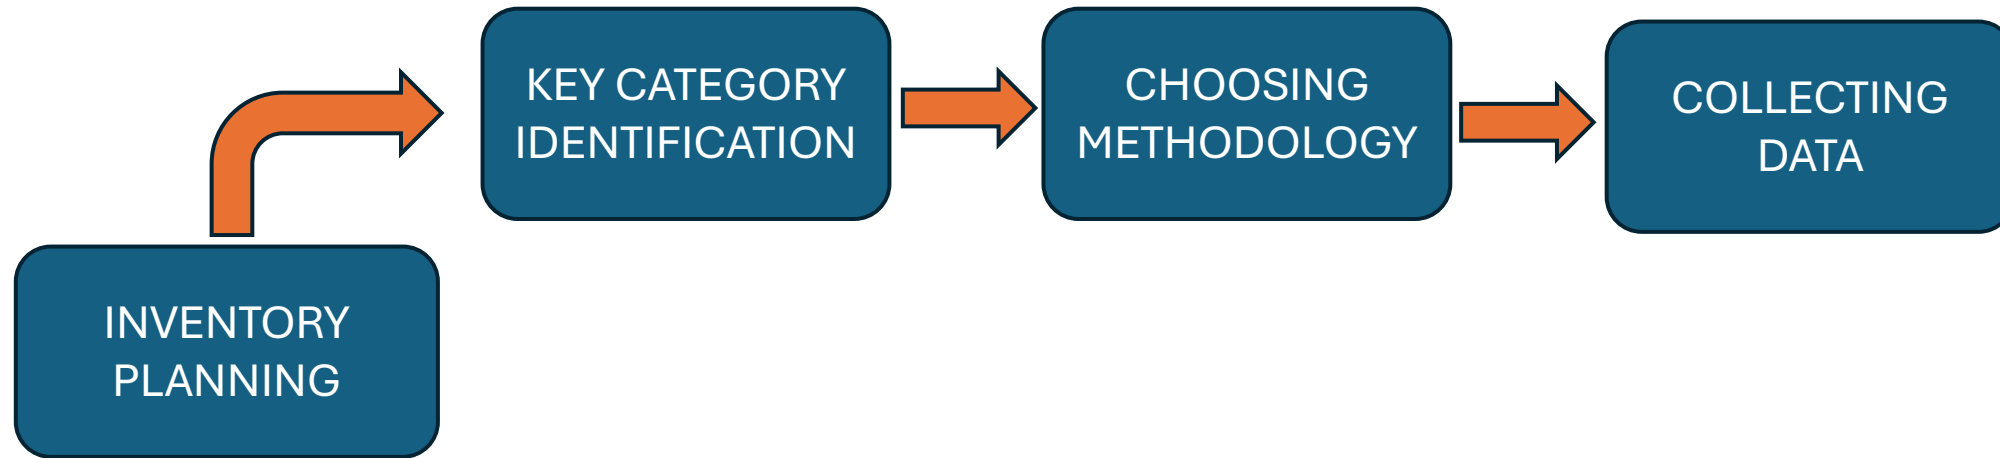 INVENTORY
PLANNING
KEY CATEGORY
IDENTIFICATION
CHOOSING
METHODOLOGY
COLLECTING
DATA